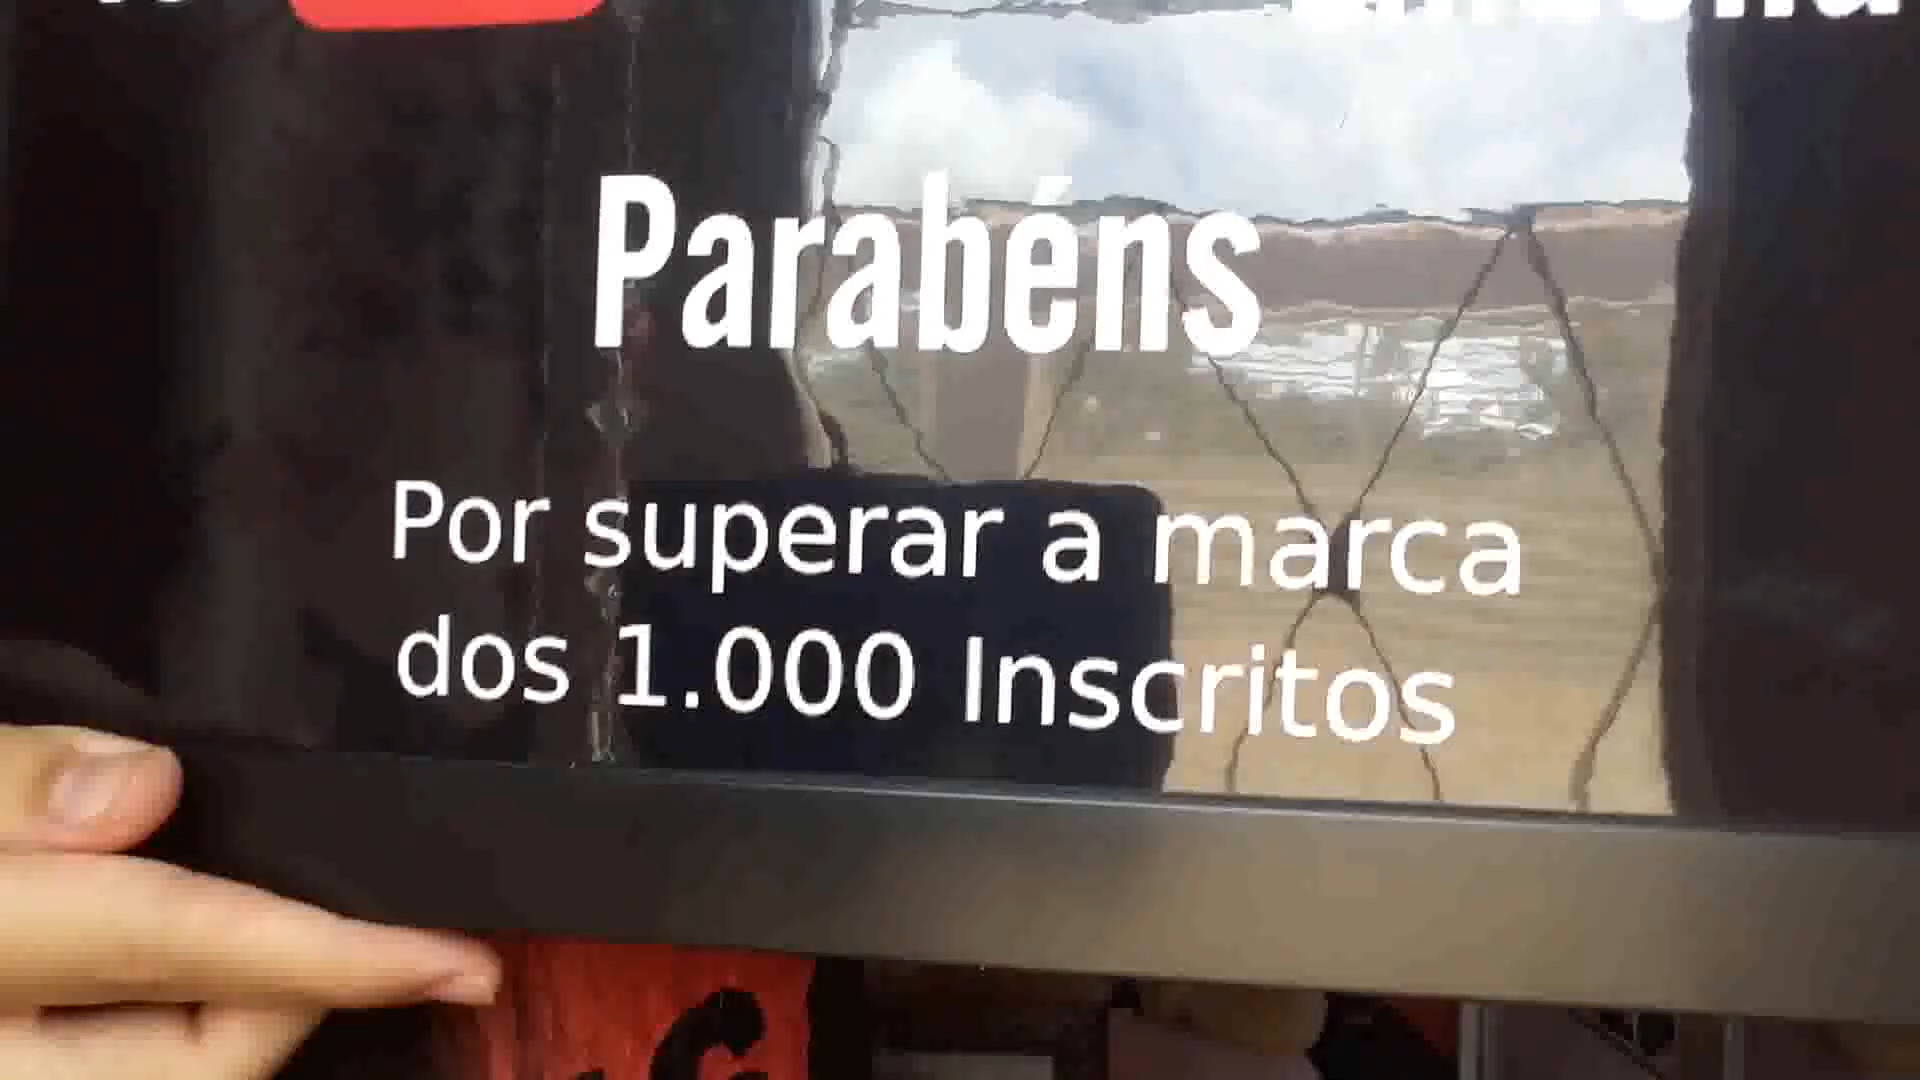 Parabéns
Por superar a marca
dos 1.000 Inscritos